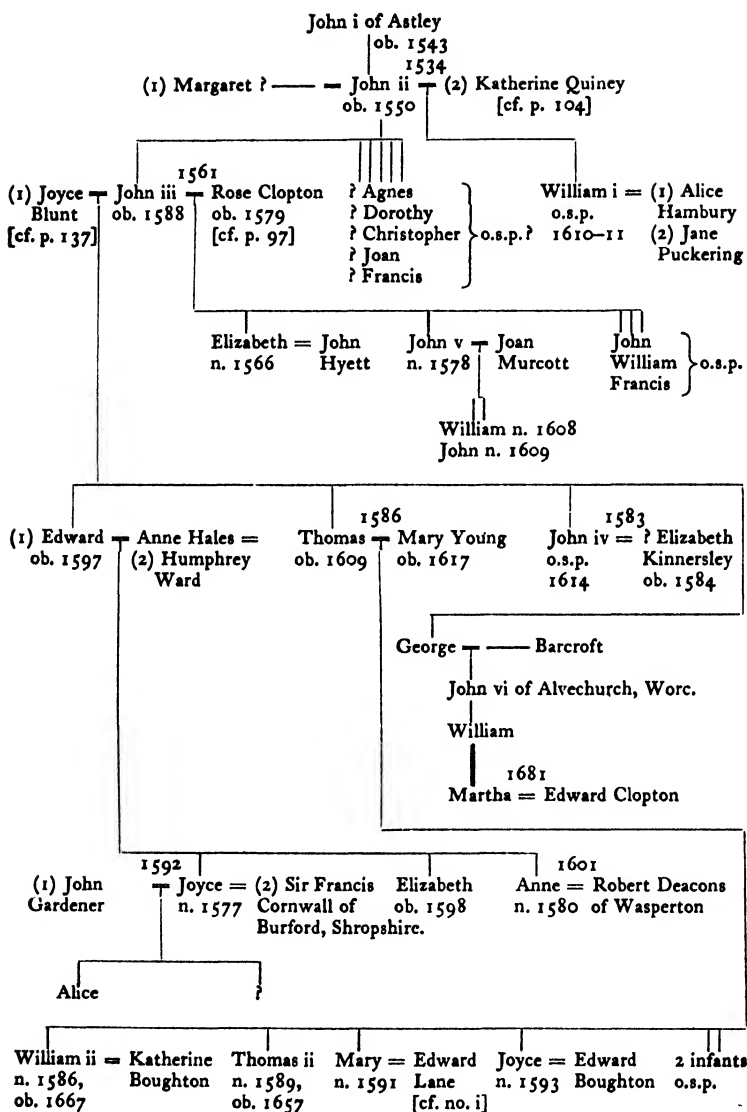 John i of Astley
ob. 1543
1534
(1) Margaret ? — John ii (2) Katherine Quiney
ob. 1550 [cf. p. 104]
1561
(1) Joyce John iii Rose Clopton ? Agnes William i = (1) Alice
Blunt ob. 1588 ob. 1579 ? Dorothy o.s.p. Hambury
[cf. p. 137] [cf. p. 97] ? Christopher o.s.p. ? 1610–11 (2) Jane
? Joan Puckering
? Francis
Elizabeth = John John v Joan John
n. 1566 Hyett n. 1578 Murcott William o.s.p.
Francis
William n. 1608
John n. 1609
1586 1583
(1) Edward Anne Hales = Thomas Mary Young John iv = ? Elizabeth
ob. 1597 (2) Humphrey ob. 1609 ob. 1617 o.s.p. Kinnersley
Ward 1614 ob. 1584
George — Barcroft
John vi of Alvechurch, Worc.
William
1681
Martha = Edward Clopton
1592 1601
(1) John Joyce = (2) Sir Francis Elizabeth Anne = Robert Deacons
Gardener n. 1577 Cornwall of ob. 1598 n. 1580 of Wasperton
Burford, Shropshire.
Alice ?
William ii = Katherine Thomas ii Mary = Edward Joyce = Edward 2 infants
n. 1586, Boughton n. 1589, n. 1591 Lane n. 1593 Boughton o.s.p.
ob. 1667 ob. 1657 [cf. no. i]